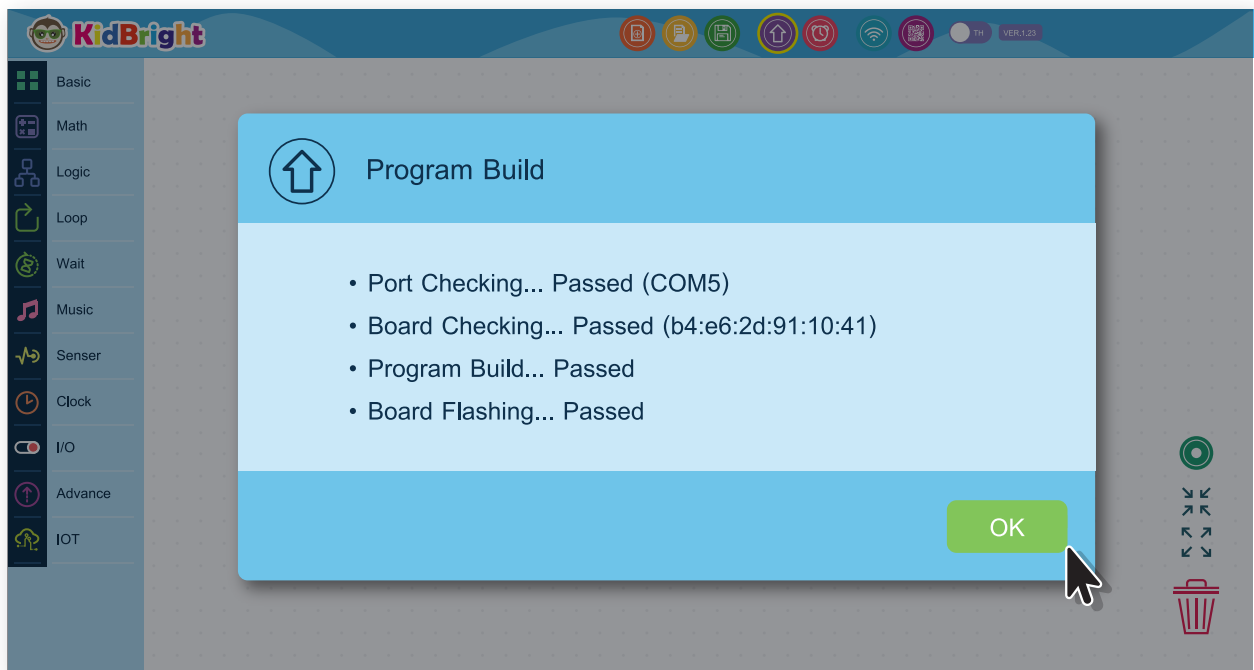 KidBright
TH
VER.1.23
Basic
Math
Logic
Loop
Wait
Music
Senser
Clock
I/O
Advance
IOT
Program Build
• Port Checking... Passed (COM5)
• Board Checking... Passed (b4:e6:2d:91:10:41)
• Program Build... Passed
• Board Flashing... Passed
OK